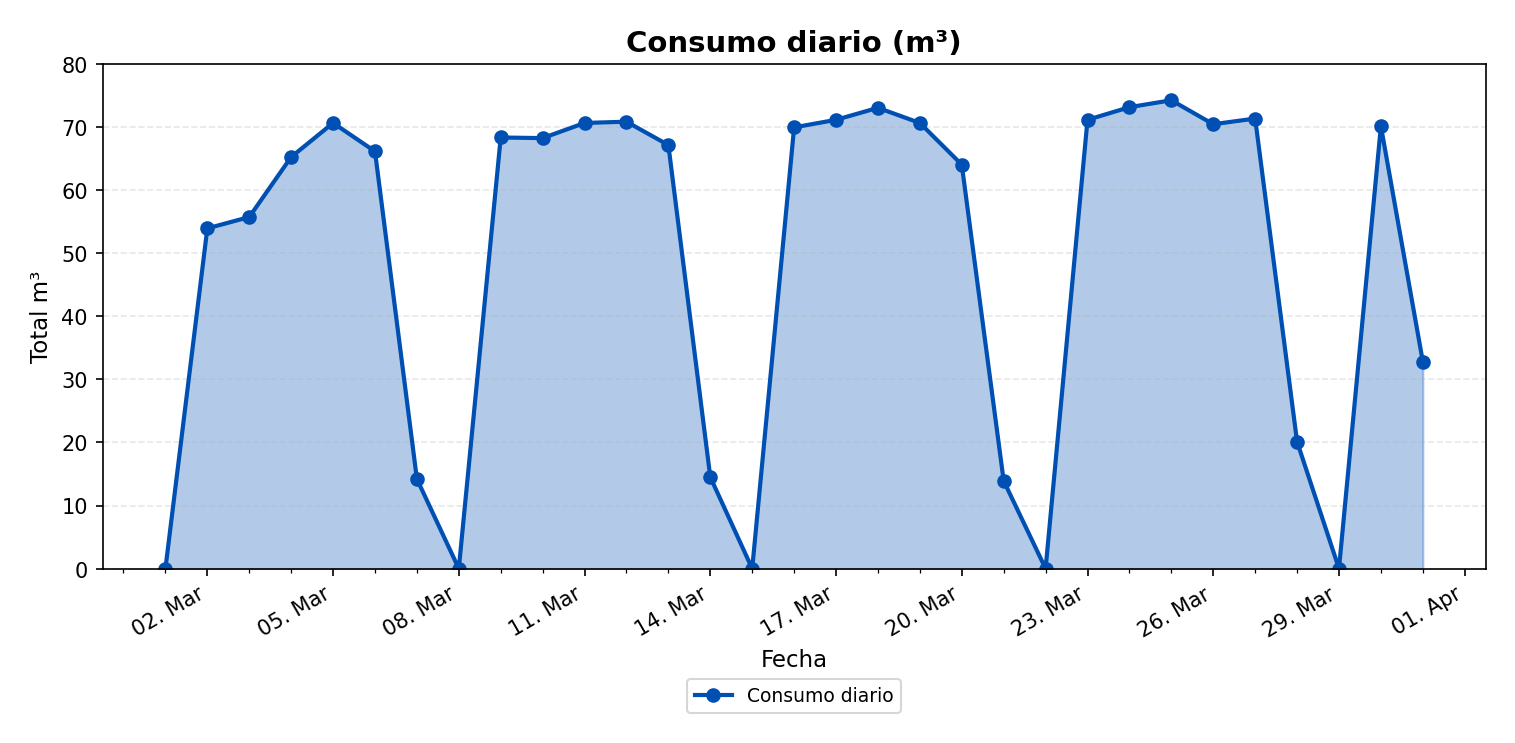 Consumo diario (m³)
80
70
60
50
40
30
20
10
0
Total m³
02. Mar
05. Mar
08. Mar
11. Mar
14. Mar
17. Mar
20. Mar
23. Mar
26. Mar
29. Mar
01. Apr
Fecha
Consumo diario